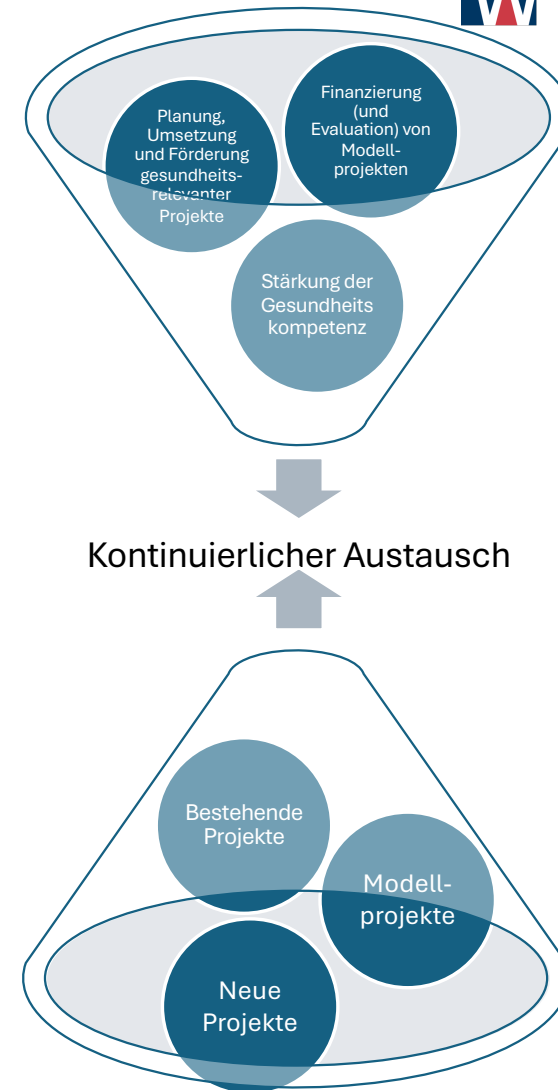 Planung,
Umsetzung
und Förderung
gesundheits-
relevanter
Projekte
Finanzierung
(und
Evaluation) von
Modell-
projekten
Stärkung der
Gesundheits
kompetenz
Kontinuierlicher Austausch
Bestehende
Projekte
Modell-
projekte
Neue
Projekte